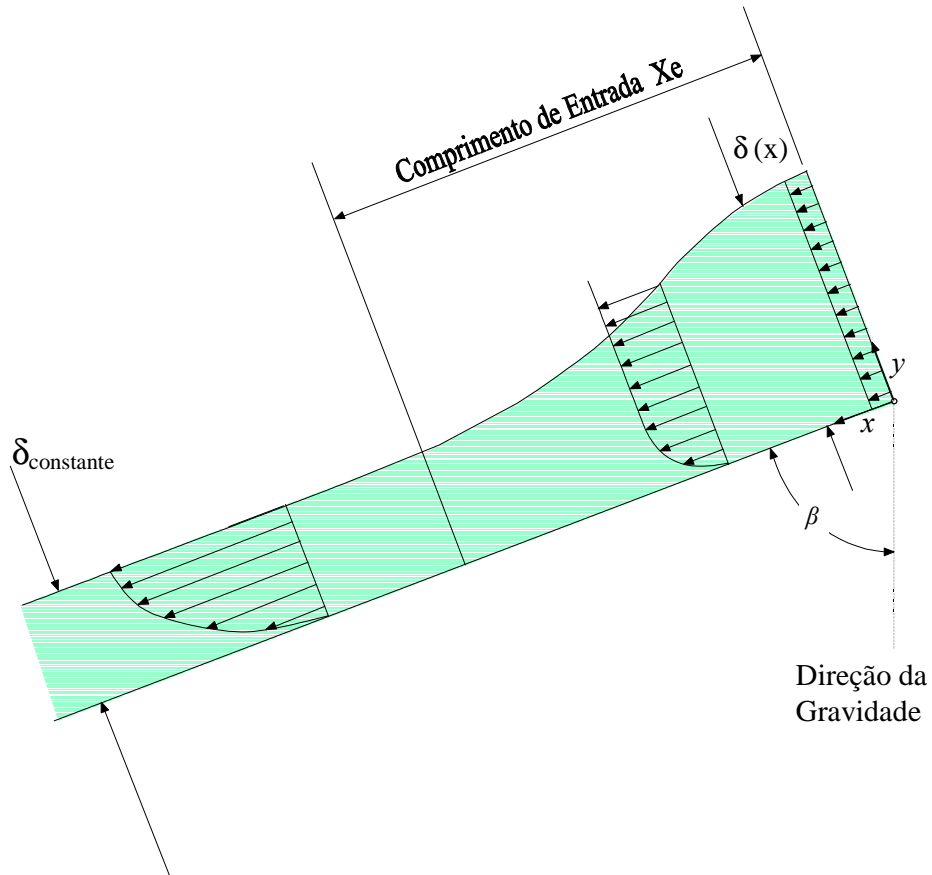 Comprimento de Entrada Xe
δ (x)
y
x
δconstante
β
Direção da
Gravidade